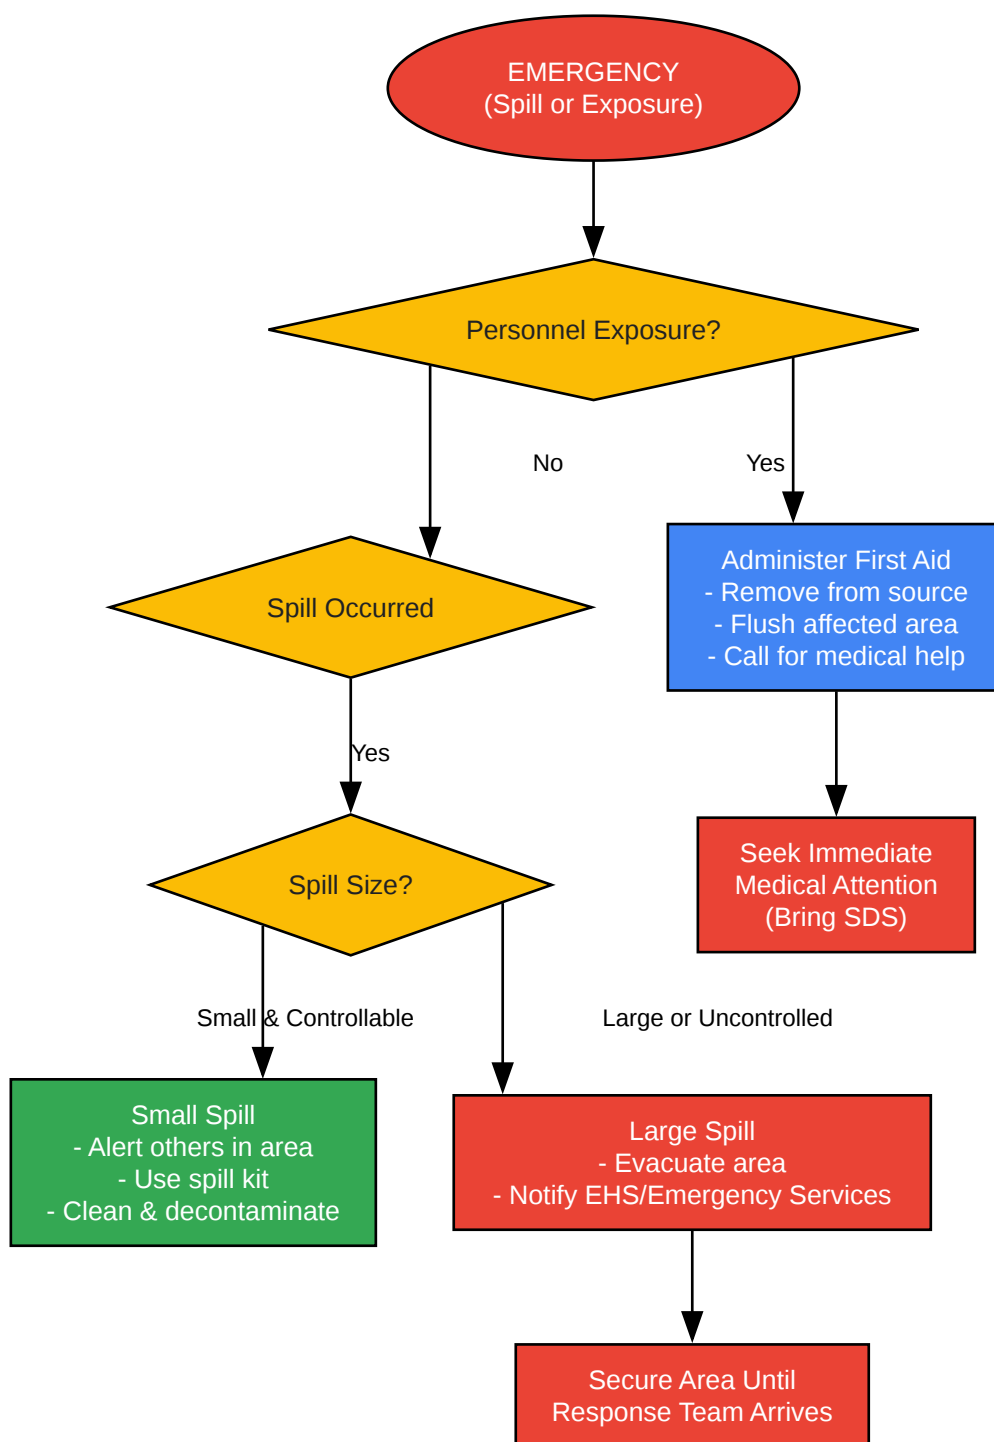 EMERGENCY
(Spill or Exposure)
Personnel Exposure?
No
Yes
Spill Occurred
Administer First Aid
- Remove from source
- Flush affected area
- Call for medical help
Yes
Spill Size?
Seek Immediate
Medical Attention
(Bring SDS)
Small & Controllable
Large or Uncontrolled
Small Spill
- Alert others in area
- Use spill kit
- Clean & decontaminate
Large Spill
- Evacuate area
- Notify EHS/Emergency Services
Secure Area Until
Response Team Arrives